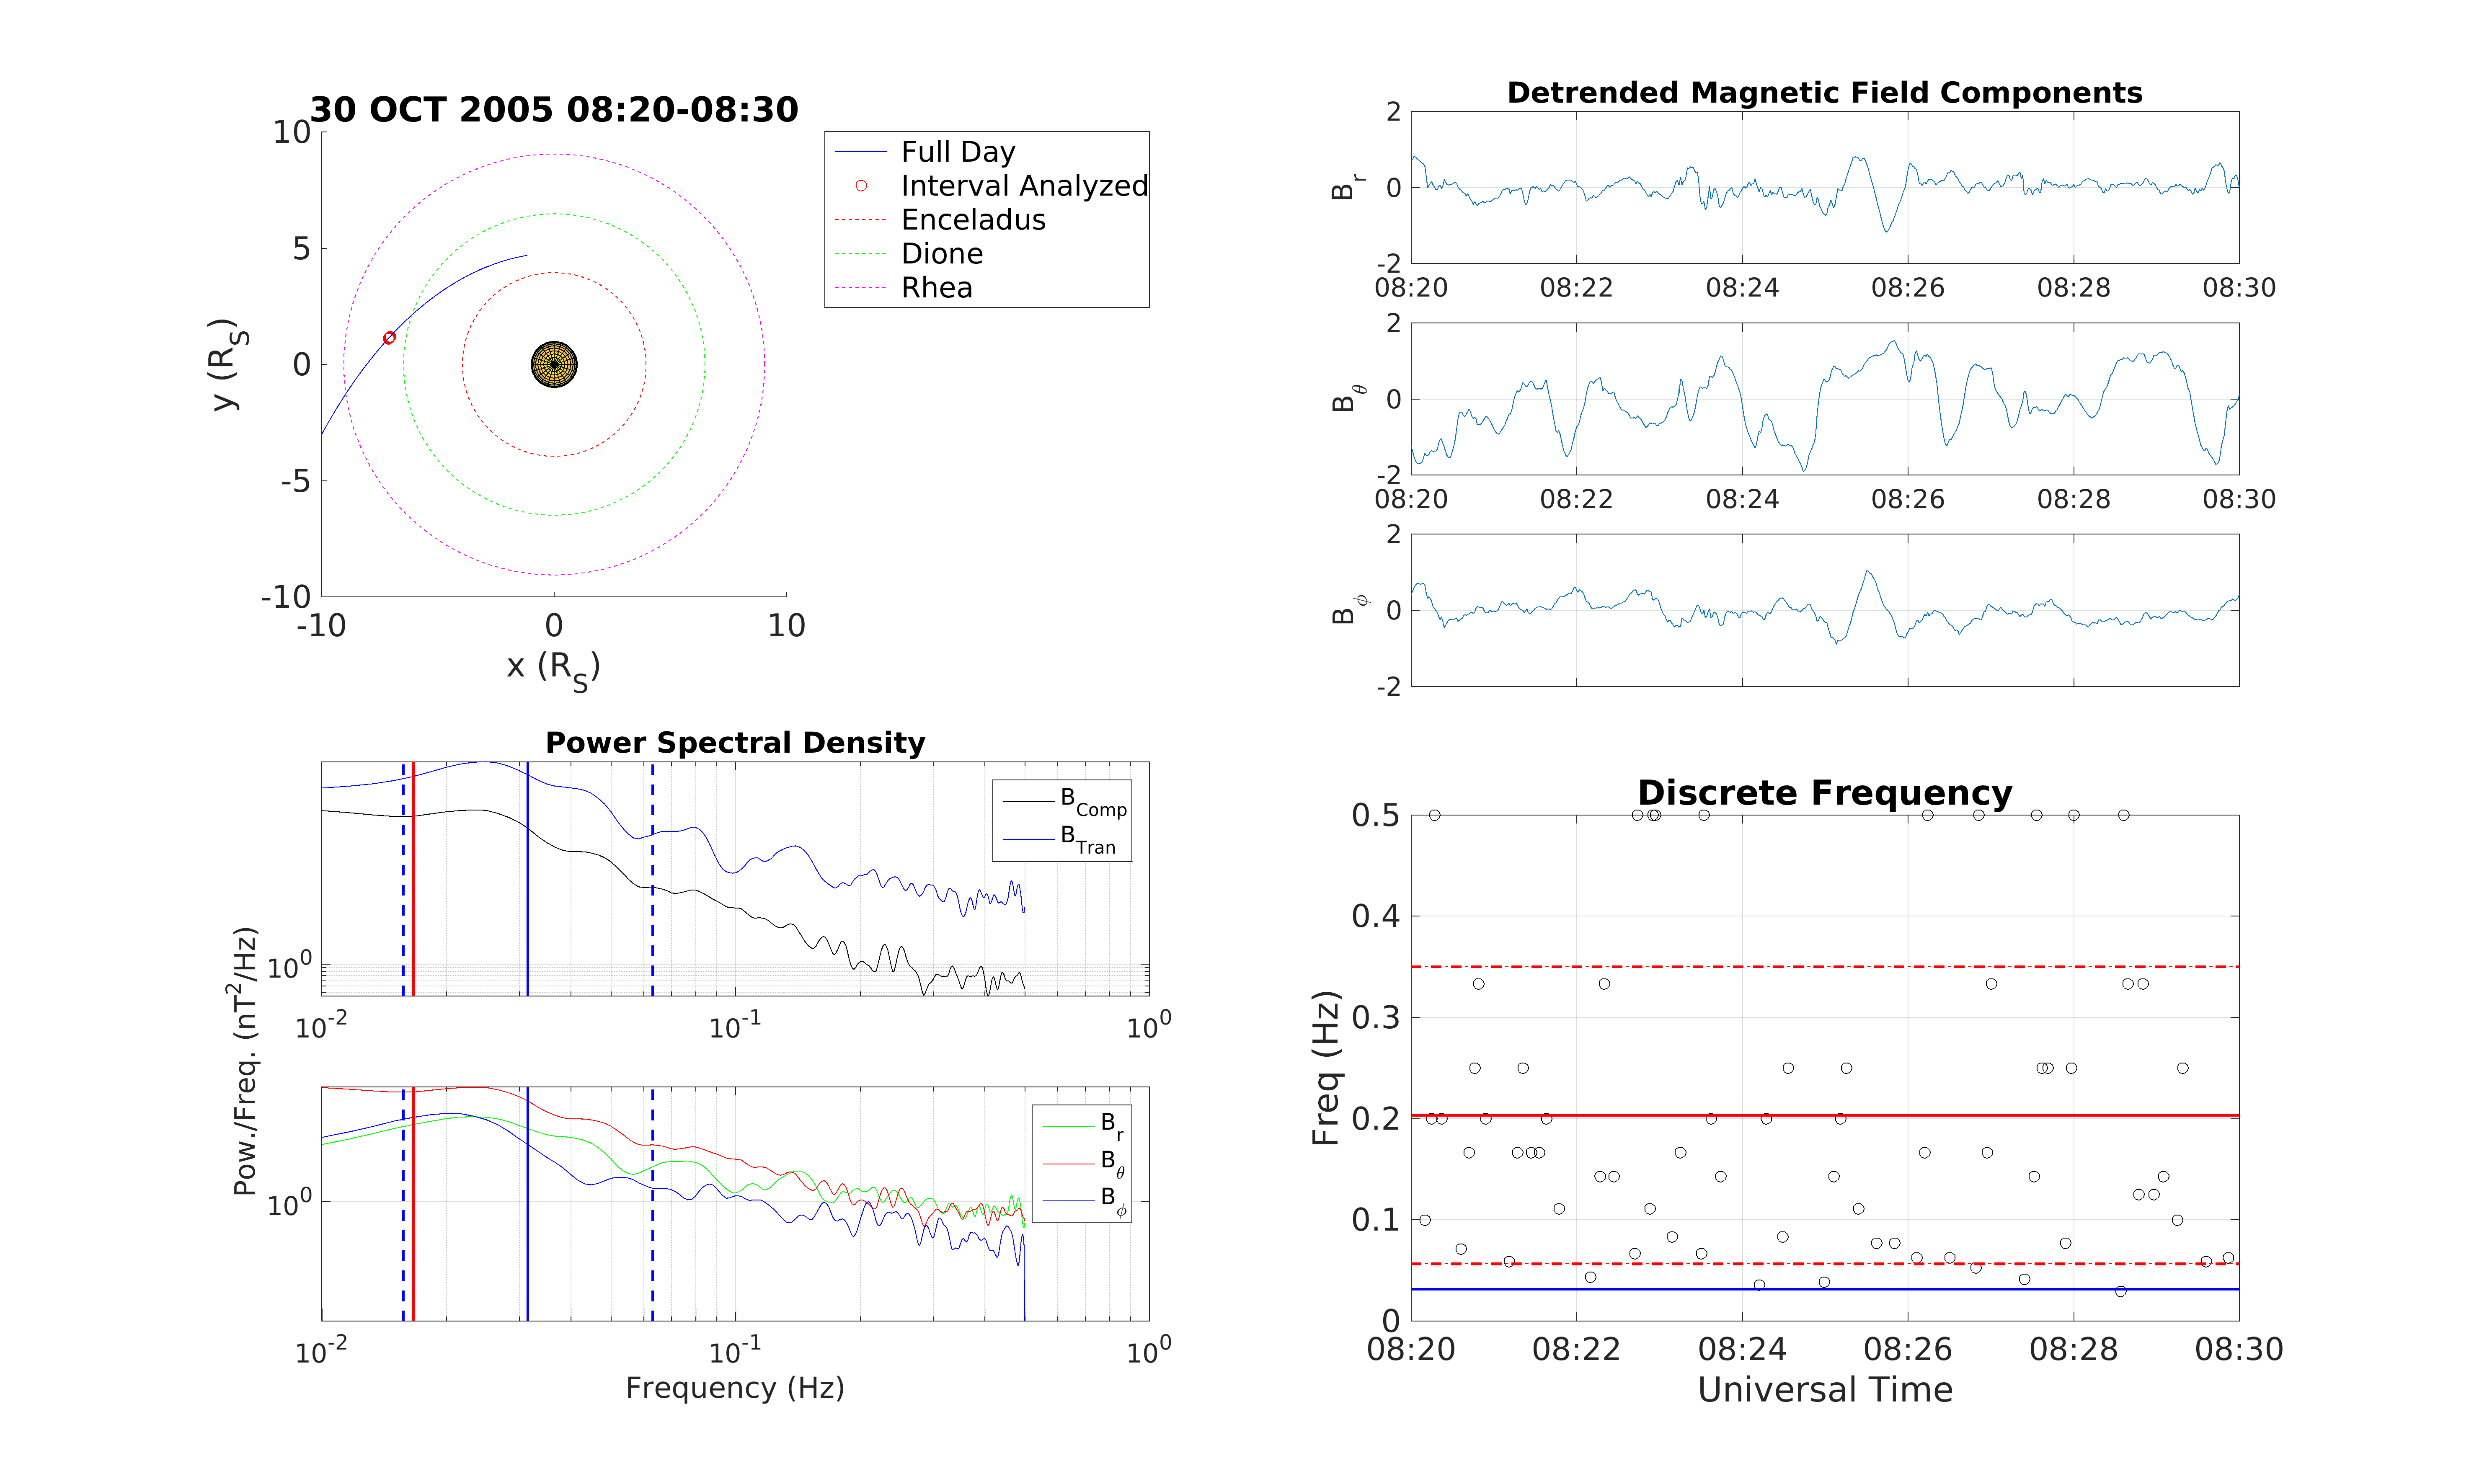 30 OCT 2005 08:20-08:30
10
5
0
-5
-10
-10
0
10
y (R_S)
x (R_S)
Full Day
Interval Analyzed
Enceladus
Dione
Rhea
Detrended Magnetic Field Components
2
0
-2
B_r
08:20
08:22
08:24
08:26
08:28
08:30
2
0
-2
B_θ
08:20
08:22
08:24
08:26
08:28
08:30
2
0
-2
B_ϕ
Power Spectral Density
B_Comp
B_Tran
10^0
10^-2
10^-1
10^0
Pow./Freq. (nT^2/Hz)
B_r
B_θ
B_ϕ
10^0
10^-2
10^-1
10^0
Frequency (Hz)
Discrete Frequency
0.5
0.4
0.3
0.2
0.1
0
Freq (Hz)
08:20
08:22
08:24
08:26
08:28
08:30
Universal Time